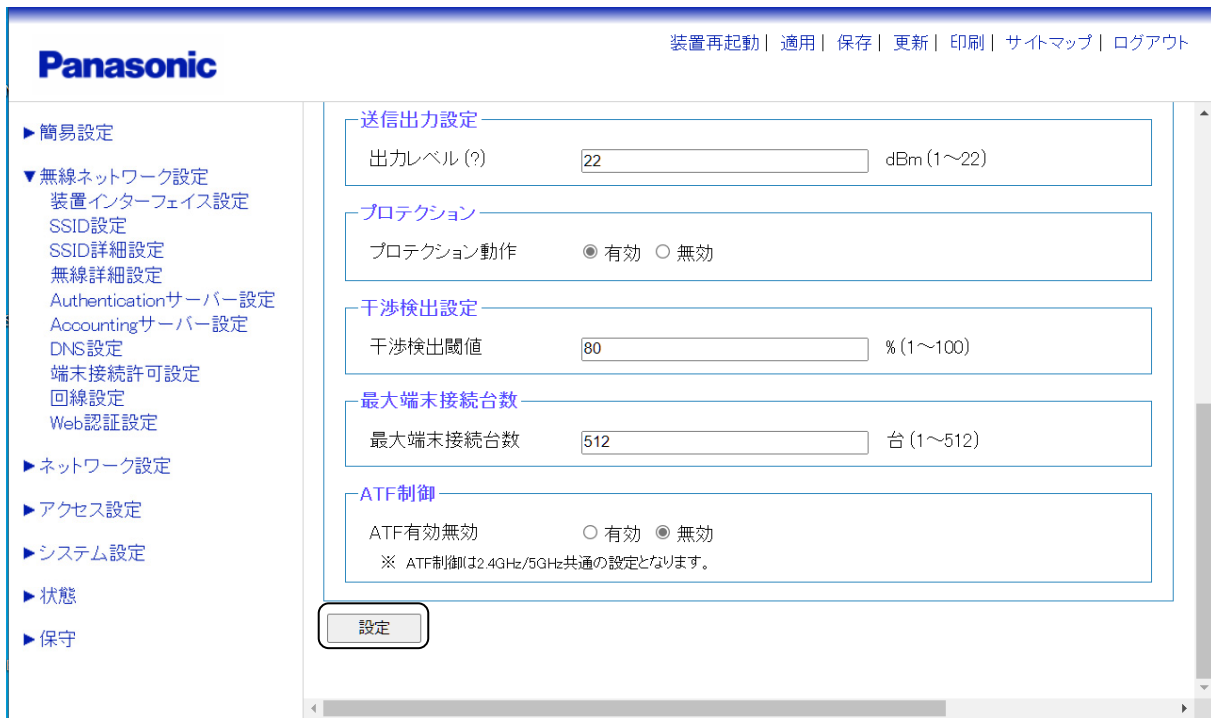 装置再起動| 適用| 保存| 更新| 印刷| サイトマップ| ログアウト
Panasonic
▶簡易設定
▼無線ネットワーク設定
装置インターフェイス設定
SSID設定
SSID詳細設定
無線詳細設定
Authenticationサーバー設定
Accountingサーバー設定
DNS設定
端末接続許可設定
回線設定
Web認証設定
▶ネットワーク設定
▶アクセス設定
▶システム設定
▶状態
▶保守
送信出力設定
出力レベル(?) 22 dBm(1～22)
プロテクション
プロテクション動作 有効 無効
干渉検出設定
干渉検出閾値 80 %(1～100)
最大端末接続台数
最大端末接続台数 512 台(1～512)
ATF制御
ATF有効無効 有効 無効
※ ATF制御は2.4GHz/5GHz共通の設定となります。
設定